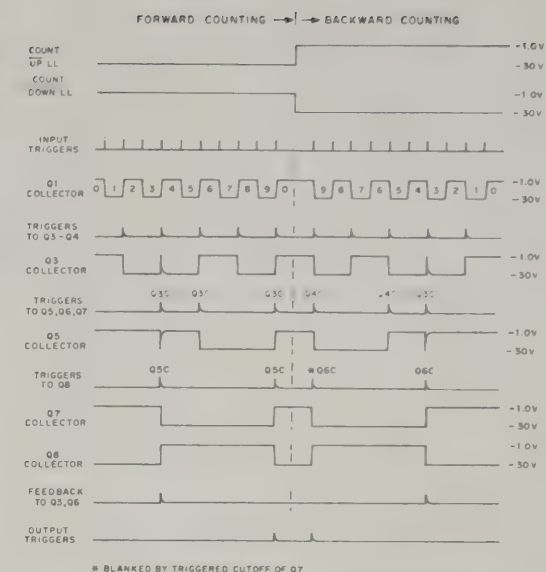 FORWARD COUNTING → | → BACKWARD COUNTING
COUNT
UP LL
-1.0V
-30V
COUNT
DOWN LL
-1.0V
-30V
INPUT
TRIGGERS
Q1
COLLECTOR
0 1 2 3 4 5 6 7 8 9 0 9 8 7 6 5 4 3 2 1 0
-1.0V
-30V
TRIGGERS
TO Q3-Q4
Q3
COLLECTOR
-1.0V
-30V
TRIGGERS
TO Q5,Q6,Q7
Q5
COLLECTOR
-1.0V
-30V
TRIGGERS
TO Q8
Q5C Q5C *Q6C Q6C
Q7
COLLECTOR
-1.0V
-30V
Q8
COLLECTOR
-1.0V
-30V
FEEDBACK
TO Q3,Q6
OUTPUT
TRIGGERS
* BLANKED BY TRIGGERED CUTOFF OF Q7